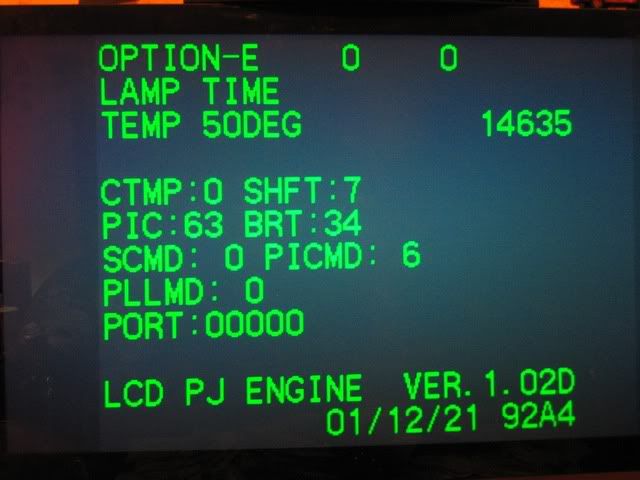 OPTION-E 0 0
LAMP TIME
TEMP 50DEG 14635
CTMP:0 SHFT:7
PIC:63 BRT:34
SCMD: 0 PICMD: 6
PLLMD: 0
PORT:00000
LCD PJ ENGINE VER.1.02D
01/12/21 92A4